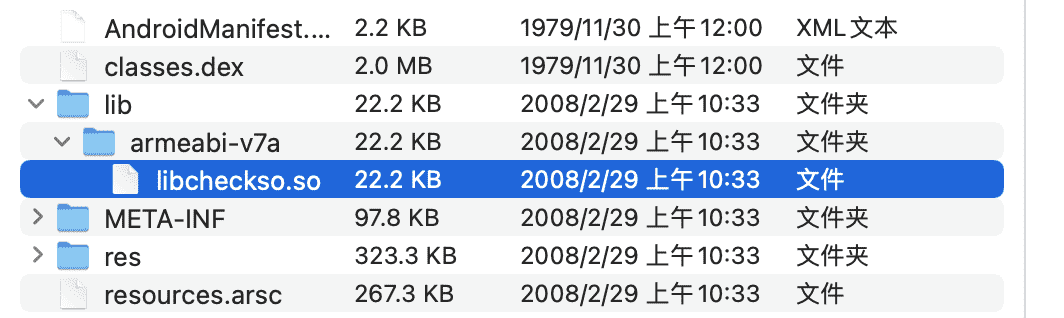 AndroidManifest.... 2.2 KB 1979/11/30 上午12:00 XML文本
classes.dex 2.0 MB 1979/11/30 上午12:00 文件
lib 22.2 KB 2008/2/29 上午10:33 文件夹
armeabi-v7a 22.2 KB 2008/2/29 上午10:33 文件夹
libcheckso.so 22.2 KB 2008/2/29 上午10:33 文件
META-INF 97.8 KB 2008/2/29 上午10:33 文件夹
res 323.3 KB 2008/2/29 上午10:33 文件夹
resources.arsc 267.3 KB 2008/2/29 上午10:33 文件